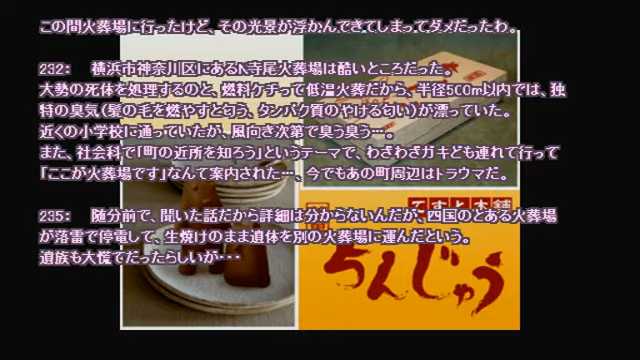 この間火葬場に行ったけど、その光景が浮かんできてしまってダメだったわ。
232:　横浜市神奈川区にある八寺尾火葬場は酷いところだった。
大勢の死体を処理するのと、燃料ケチって低温火葬だから、半径500m以内では、独
特の臭気（髪の毛を燃やすと匂う、タンパク質のやける匂い）が漂っていた。
近くの小学校に通っていたが、風向き次第で臭う臭う…。
また、社会科で「町の近所を知ろう」というテーマで、わざわざガキども連れて行って
「ここが火葬場です」なんて案内された…、今でもあの町周辺はトラウマだ。
235:　随分前で、聞いた話だから詳細は分からないんだが、四国のとある火葬場
が落雷で停電して、生焼けのまま遺体を別の火葬場に運んだという。
遺族も大慌てだったらしいが・・・
ちんじゅう